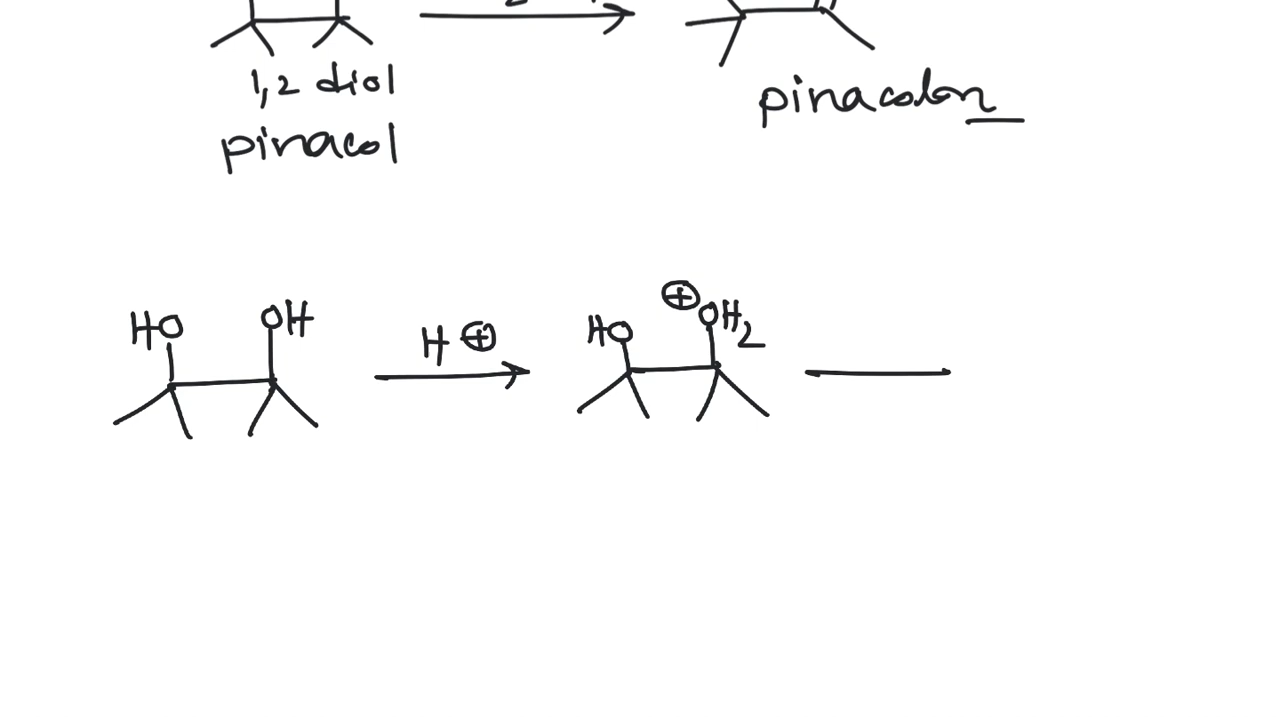 1,2 diol
pinacol
pinacolon
HO OH H ⊕ HO ⊕ OH2